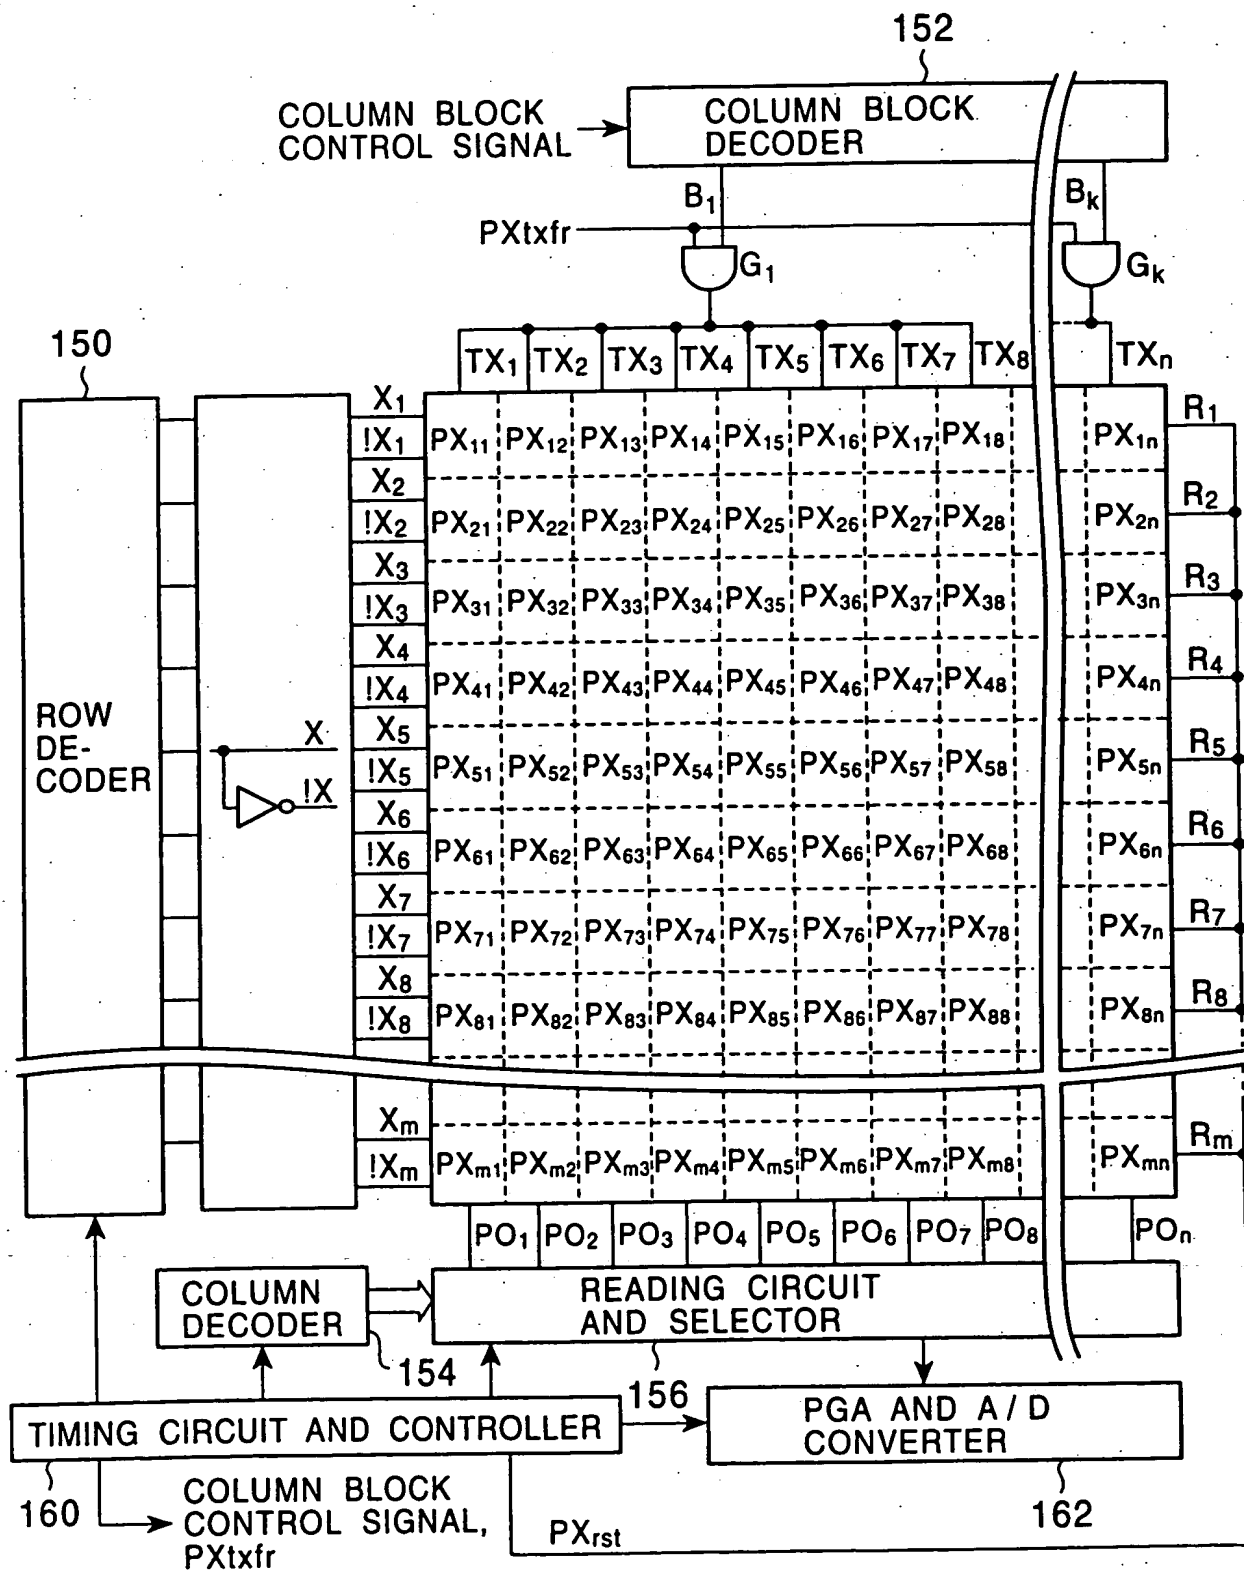 152
COLUMN BLOCK
CONTROL SIGNAL
COLUMN BLOCK
DECODER
B1 Bk
PXtxfr
G1 Gk
150
TX1 TX2 TX3 TX4 TX5 TX6 TX7 TX8 TXn
X1 R1
!X1 PX11 PX12 PX13 PX14 PX15 PX16 PX17 PX18 PX1n
X2 R2
!X2 PX21 PX22 PX23 PX24 PX25 PX26 PX27 PX28 PX2n
X3 R3
!X3 PX31 PX32 PX33 PX34 PX35 PX36 PX37 PX38 PX3n
X4 R4
!X4 PX41 PX42 PX43 PX44 PX45 PX46 PX47 PX48 PX4n
ROW
DE-
CODER
X
!X
X5 R5
!X5 PX51 PX52 PX53 PX54 PX55 PX56 PX57 PX58 PX5n
X6 R6
!X6 PX61 PX62 PX63 PX64 PX65 PX66 PX67 PX68 PX6n
X7 R7
!X7 PX71 PX72 PX73 PX74 PX75 PX76 PX77 PX78 PX7n
X8 R8
!X8 PX81 PX82 PX83 PX84 PX85 PX86 PX87 PX88 PX8n
Xm Rm
!Xm PXm1 PXm2 PXm3 PXm4 PXm5 PXm6 PXm7 PXm8 PXmn
PO1 PO2 PO3 PO4 PO5 PO6 PO7 PO8 POn
COLUMN
DECODER
READING CIRCUIT
AND SELECTOR
154
156
TIMING CIRCUIT AND CONTROLLER
PGA AND A/D
CONVERTER
160
COLUMN BLOCK
CONTROL SIGNAL,
PXtxfr
PXrst
162